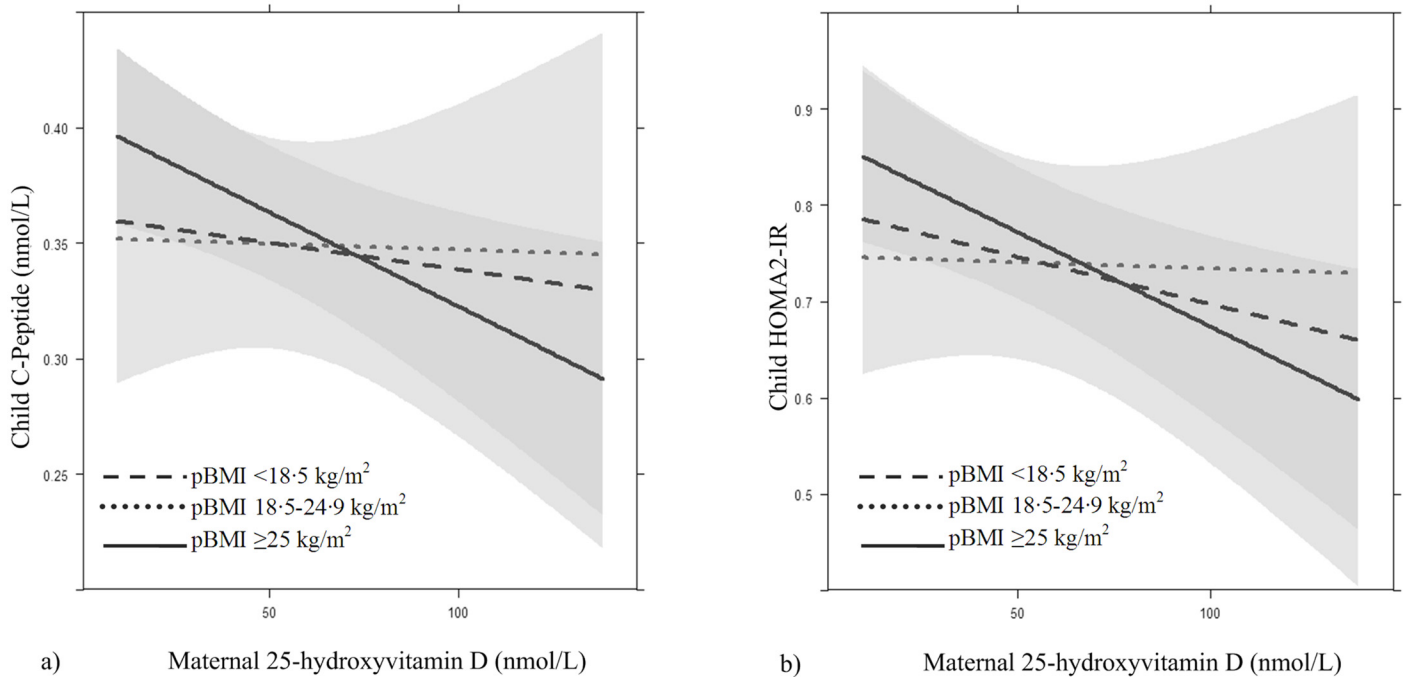 Child C-Peptide (nmol/L)
0.40
0.35
0.30
0.25
pBMI <18·5 kg/m²
pBMI 18·5-24·9 kg/m²
pBMI ≥25 kg/m²
50
100
a)
Maternal 25-hydroxyvitamin D (nmol/L)
Child HOMA2-IR
0.9
0.8
0.7
0.6
0.5
pBMI <18·5 kg/m²
pBMI 18·5-24·9 kg/m²
pBMI ≥25 kg/m²
50
100
b)
Maternal 25-hydroxyvitamin D (nmol/L)